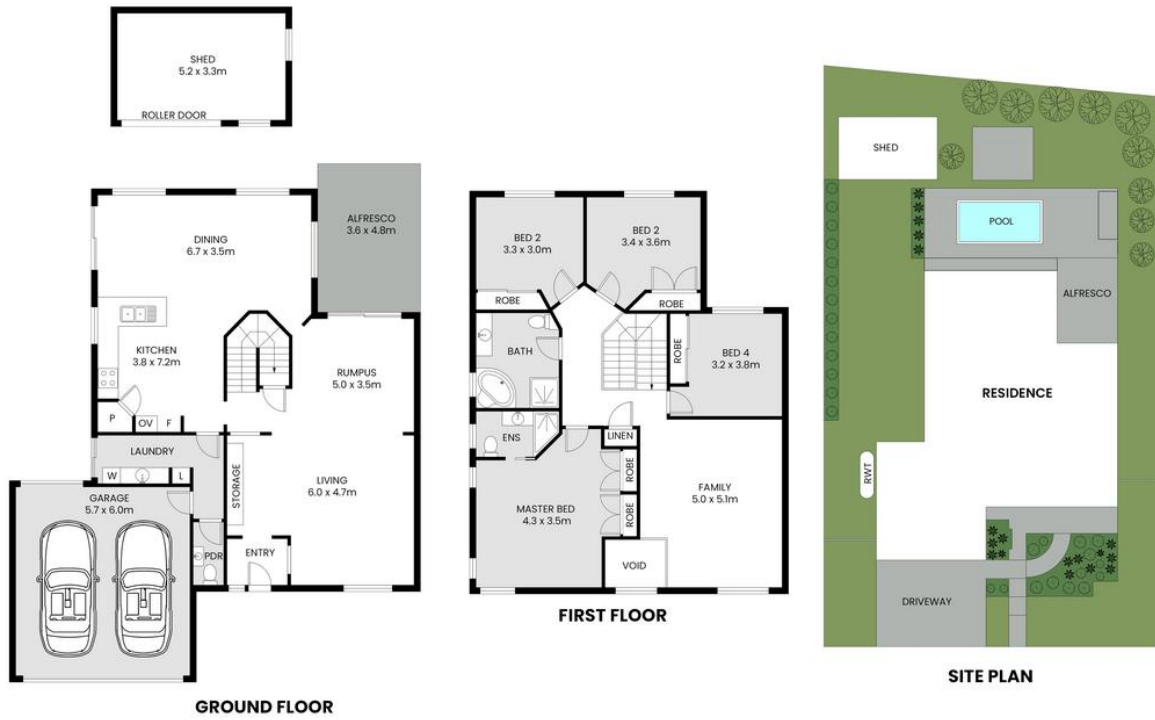 SHED
5.2 x 3.3m
ROLLER DOOR
ALFRESCO
3.6 x 4.8m
DINING
6.7 x 3.5m
KITCHEN
3.8 x 7.2m
RUMPUS
5.0 x 3.5m
P
OV
F
LAUNDRY
W
L
STORAGE
LIVING
6.0 x 4.7m
GARAGE
5.7 x 6.0m
PDR
ENTRY
GROUND FLOOR
BED 2
3.3 x 3.0m
BED 2
3.4 x 3.6m
ROBE
ROBE
BATH
ROBE
BED 4
3.2 x 3.8m
ENS
LINEN
ROBE
MASTER BED
4.3 x 3.5m
ROBE
FAMILY
5.0 x 5.1m
VOID
FIRST FLOOR
SHED
POOL
ALFRESCO
RESIDENCE
RWT
DRIVEWAY
SITE PLAN